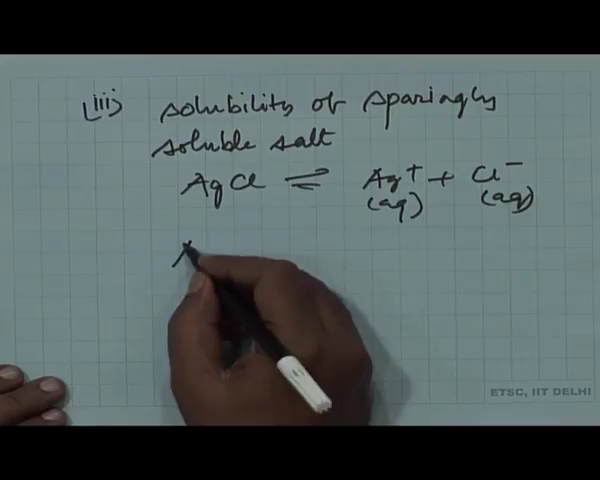 (iii) solubility of sparingly
soluble salt
AgCl ⇌ Ag⁺ + Cl⁻
(aq) (aq)
ETSC, IIT DELHI